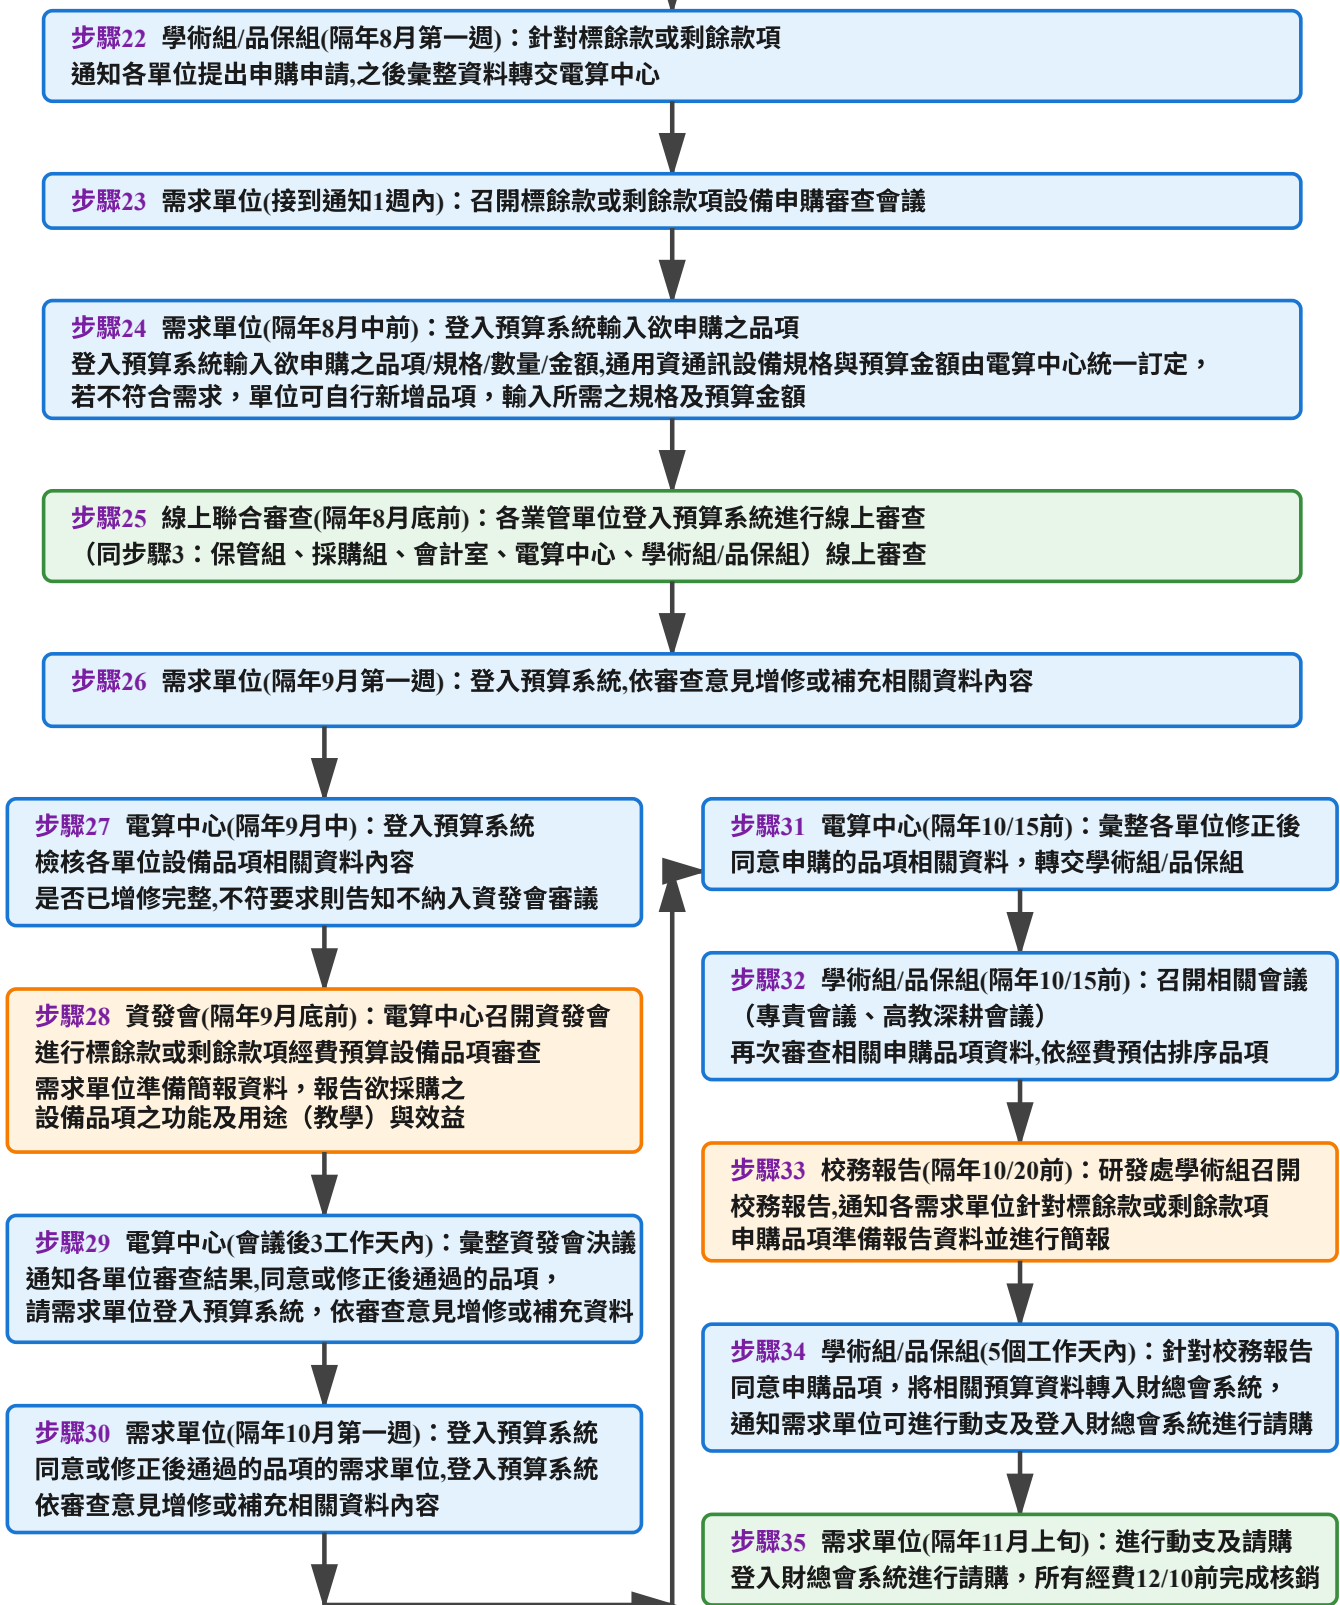 步驟22 學術組/品保組(隔年8月第一週)：針對標餘款或剩餘款項
通知各單位提出申購申請,之後彙整資料轉交電算中心
步驟23 需求單位(接到通知1週內)：召開標餘款或剩餘款項設備申購審查會議
步驟24 需求單位(隔年8月中前)：登入預算系統輸入欲申購之品項
登入預算系統輸入欲申購之品項/規格/數量/金額,通用資通訊設備規格與預算金額由電算中心統一訂定，
若不符合需求，單位可自行新增品項，輸入所需之規格及預算金額
步驟25 線上聯合審查(隔年8月底前)：各業管單位登入預算系統進行線上審查
（同步驟3：保管組、採購組、會計室、電算中心、學術組/品保組）線上審查
步驟26 需求單位(隔年9月第一週)：登入預算系統,依審查意見增修或補充相關資料內容
步驟27 電算中心(隔年9月中)：登入預算系統
檢核各單位設備品項相關資料內容
是否已增修完整,不符要求則告知不納入資發會審議
步驟28 資發會(隔年9月底前)：電算中心召開資發會
進行標餘款或剩餘款項經費預算設備品項審查
需求單位準備簡報資料，報告欲採購之
設備品項之功能及用途（教學）與效益
步驟29 電算中心(會議後3工作天內)：彙整資發會決議
通知各單位審查結果,同意或修正後通過的品項，
請需求單位登入預算系統，依審查意見增修或補充資料
步驟30 需求單位(隔年10月第一週)：登入預算系統
同意或修正後通過的品項的需求單位,登入預算系統
依審查意見增修或補充相關資料內容
步驟31 電算中心(隔年10/15前)：彙整各單位修正後
同意申購的品項相關資料，轉交學術組/品保組
步驟32 學術組/品保組(隔年10/15前)：召開相關會議
（專責會議、高教深耕會議）
再次審查相關申購品項資料,依經費預估排序品項
步驟33 校務報告(隔年10/20前)：研發處學術組召開
校務報告,通知各需求單位針對標餘款或剩餘款項
申購品項準備報告資料並進行簡報
步驟34 學術組/品保組(5個工作天內)：針對校務報告
同意申購品項，將相關預算資料轉入財總會系統，
通知需求單位可進行動支及登入財總會系統進行請購
步驟35 需求單位(隔年11月上旬)：進行動支及請購
登入財總會系統進行請購，所有經費12/10前完成核銷